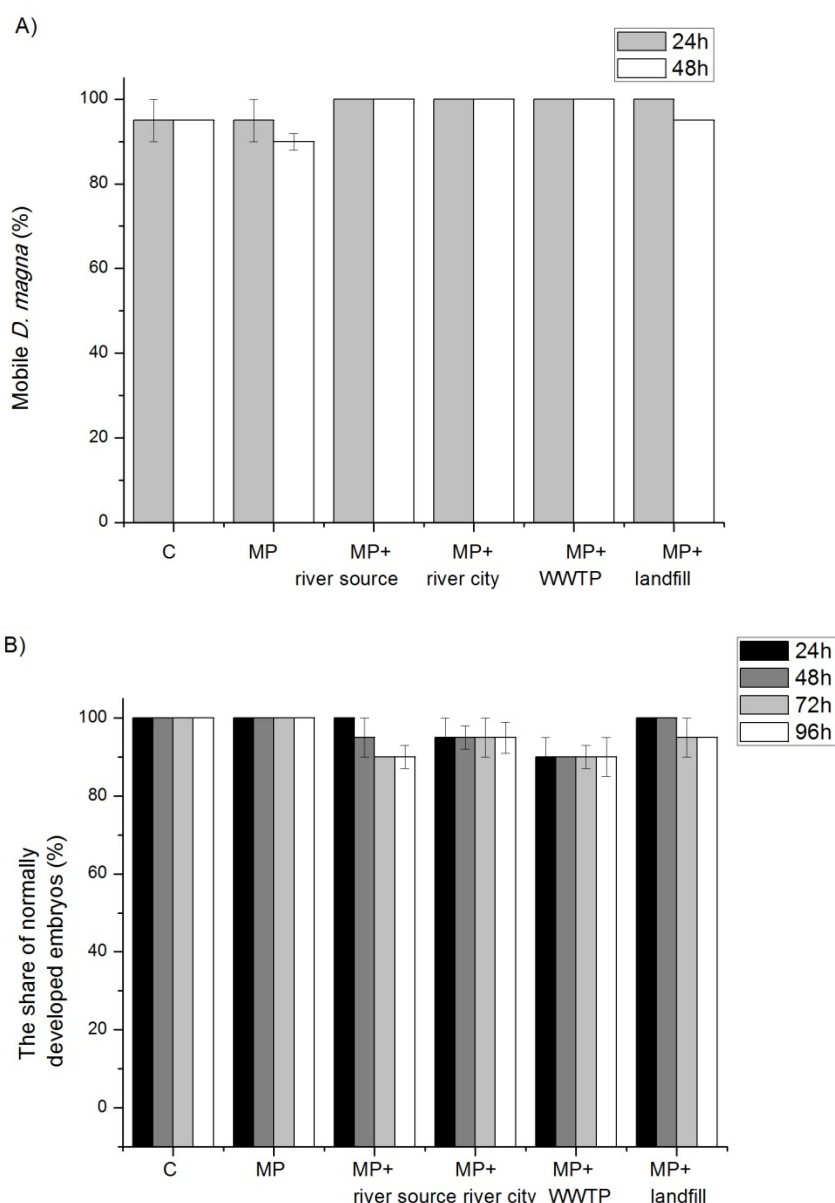 A)
24h
48h
100
80
60
40
20
0
Mobile D. magna (%)
C MP MP+ MP+ MP+ MP+
river source river city WWTP landfill
B)
24h
48h
72h
96h
100
80
60
40
20
0
The share of normally
developed embryos (%)
C MP MP+ MP+ MP+ MP+
river source river city WWTP landfill